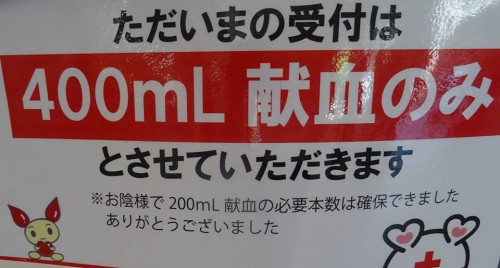 ただいまの受付は
400mL 献血のみ
とさせていただきます
※お陰様で 200mL 献血の必要本数は確保できました
ありがとうございました